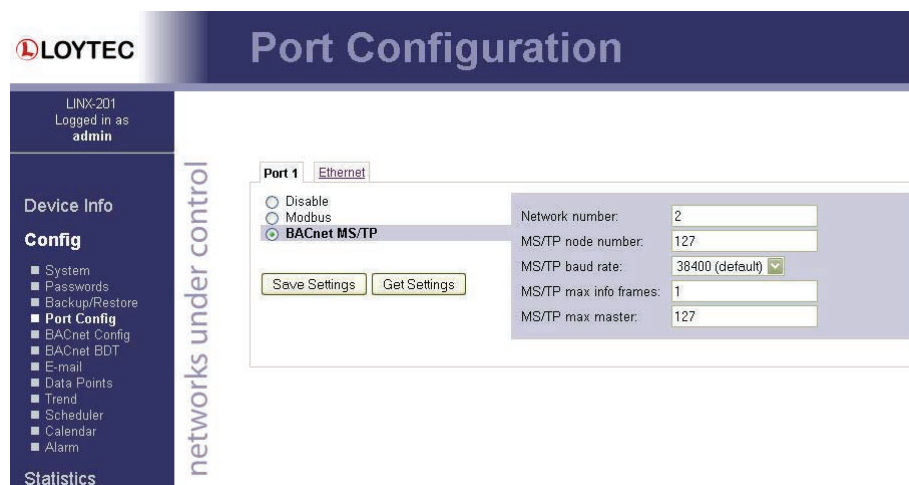 LOYTEC
Port Configuration
LINX-201
Logged in as
admin
Device Info
Config
System
Passwords
Backup/Restore
Port Config
BACnet Config
BACnet BDT
E-mail
Data Points
Trend
Scheduler
Calendar
Alarm
Statistics
networks under control
Port 1 Ethernet
Disable
Modbus
BACnet MS/TP
Save Settings Get Settings
Network number: 2
MS/TP node number: 127
MS/TP baud rate: 38400 (default)
MS/TP max info frames: 1
MS/TP max master: 127